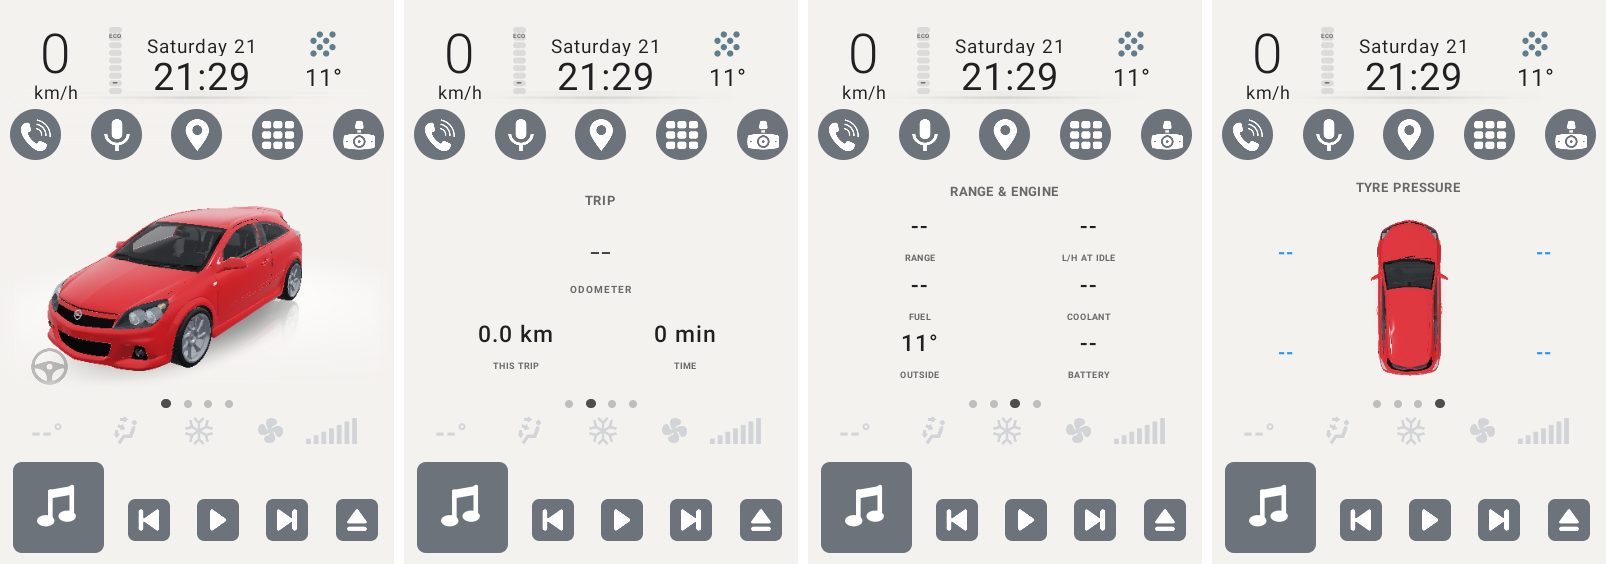 0
km/h
ECO
Saturday 21
21:29
11°
--°
0
km/h
ECO
Saturday 21
21:29
11°
TRIP
--
ODOMETER
0.0 km
0 min
THIS TRIP
TIME
--°
0
km/h
ECO
Saturday 21
21:29
11°
RANGE & ENGINE
-- --
RANGE
L/H AT IDLE
-- --
FUEL
COOLANT
11° --
OUTSIDE
BATTERY
--°
0
km/h
ECO
Saturday 21
21:29
11°
TYRE PRESSURE
-- --
-- --
--°